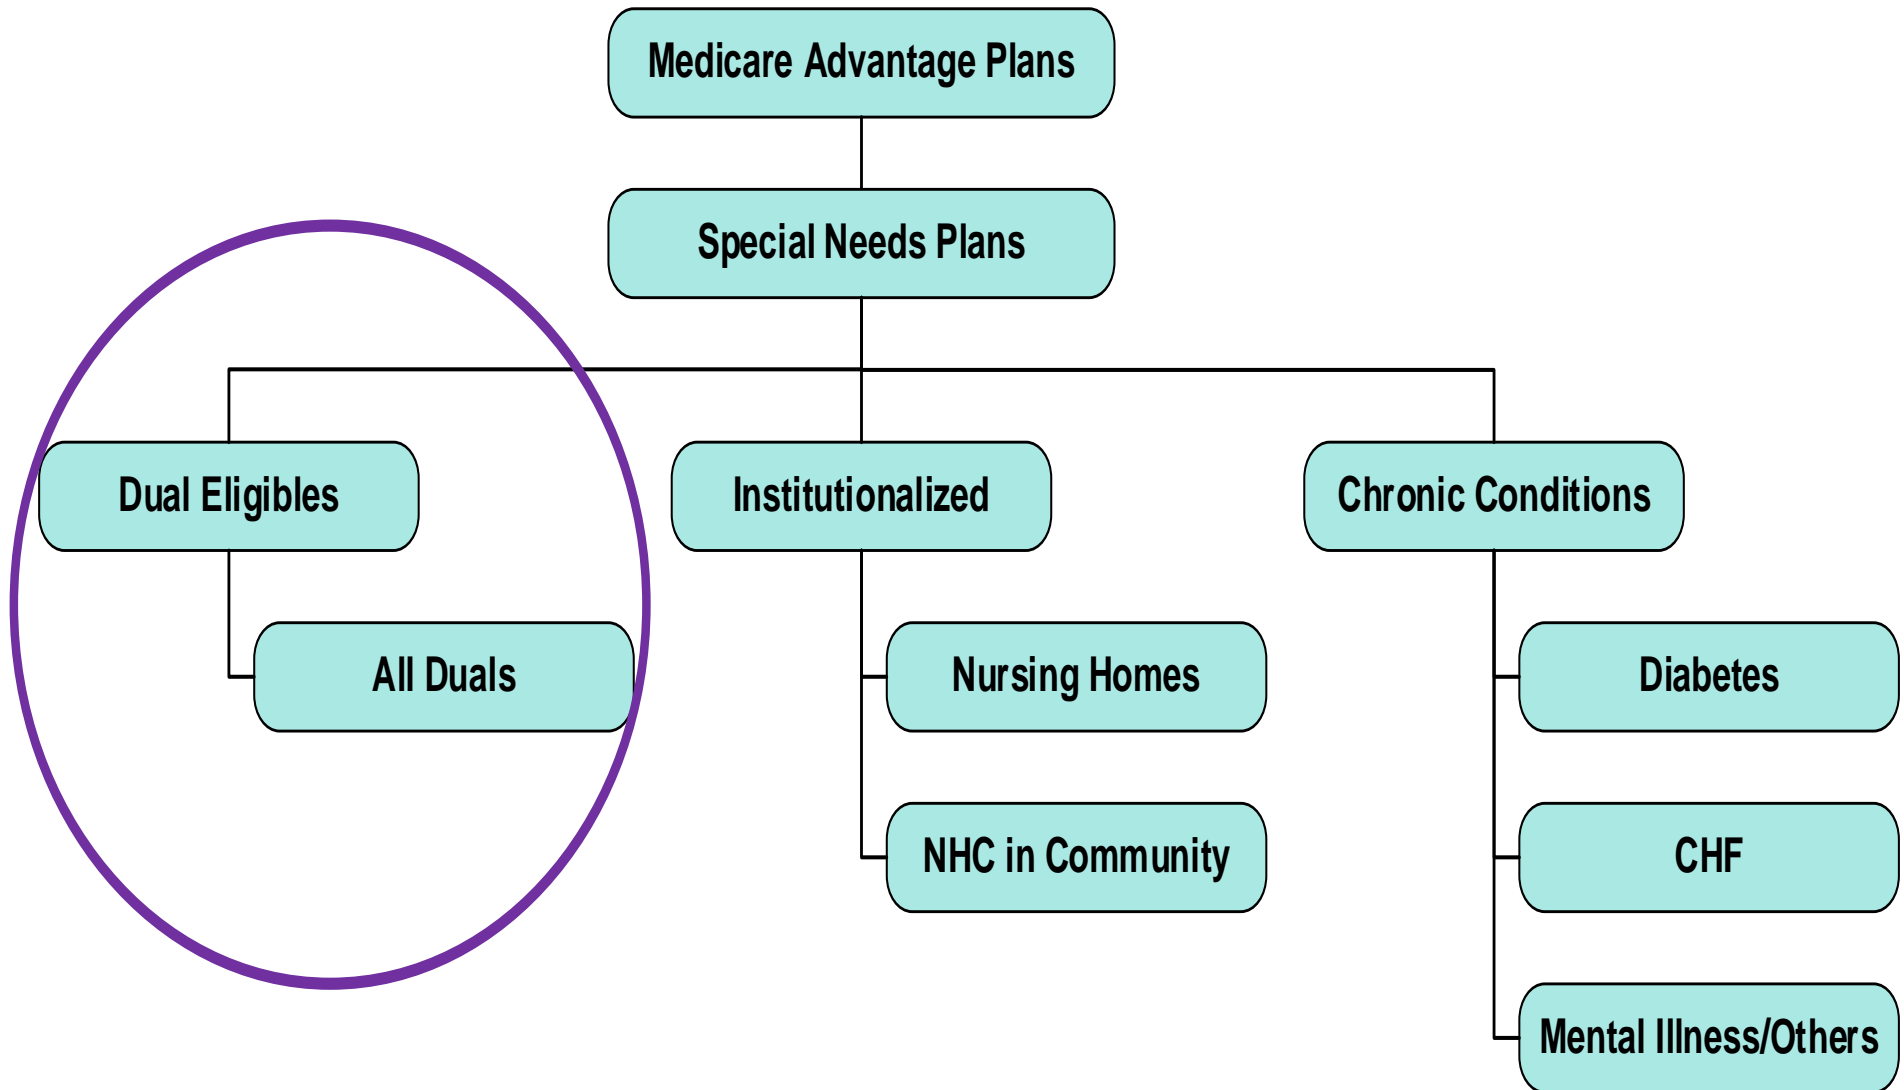 Medicare Advantage Plans
Special Needs Plans
Dual Eligibles
Institutionalized
Chronic Conditions
All Duals
Nursing Homes
Diabetes
NHC in Community
CHF
Mental Illness/Others